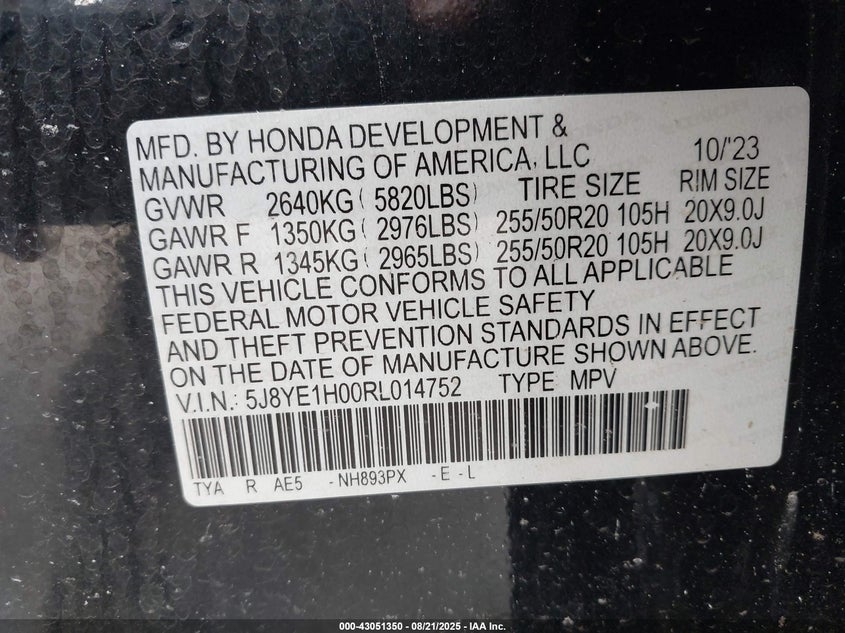 MFD. BY HONDA DEVELOPMENT &
MANUFACTURING OF AMERICA, LLC 10/'23
GVWR 2640KG ( 5820LBS) TIRE SIZE RIM SIZE
GAWR F 1350KG ( 2976LBS) 255/50R20 105H 20X9.0J
GAWR R 1345KG ( 2965LBS) 255/50R20 105H 20X9.0J
THIS VEHICLE CONFORMS TO ALL APPLICABLE
FEDERAL MOTOR VEHICLE SAFETY
AND THEFT PREVENTION STANDARDS IN EFFECT
ON THE DATE OF MANUFACTURE SHOWN ABOVE.
V.I.N.: 5J8YE1H00RL014752 TYPE MPV
TYA R AE5 -NH893PX -E -L
000-43051350 - 08/21/2025 - IAA Inc.